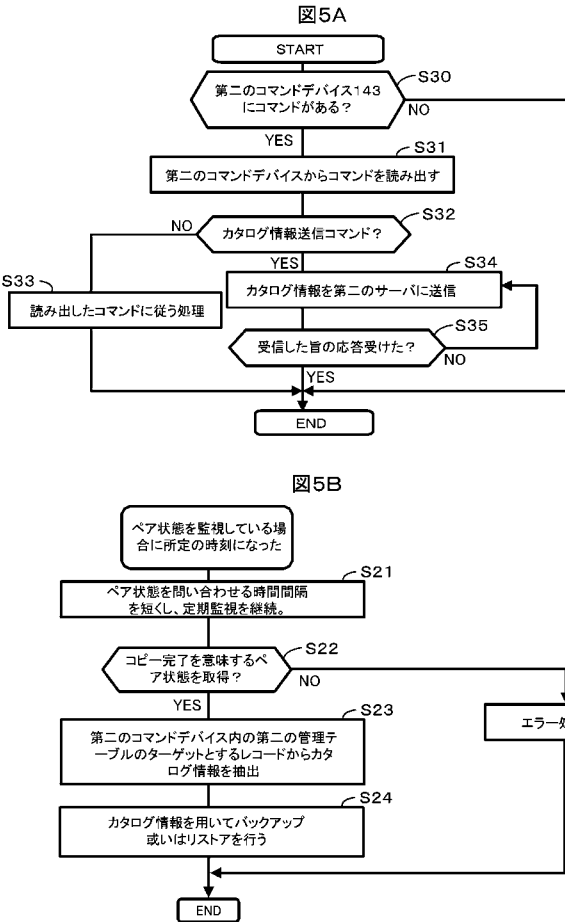 図5A
START
第二のコマンドデバイス143
にコマンドがある？
S30
NO
YES
S31
第二のコマンドデバイスからコマンドを読み出す
S32
NO
カタログ情報送信コマンド？
YES
S33
S34
読み出したコマンドに従う処理
カタログ情報を第二のサーバに送信
S35
受信した旨の応答受けた？
NO
YES
END
図5B
ペア状態を監視している場
合に所定の時刻になった
S21
ペア状態を問い合わせる時間間隔
を短くし、定期監視を継続。
S22
コピー完了を意味するペ
ア状態を取得？
NO
YES
S23
第二のコマンドデバイス内の第二の管理テ
ーブルのターゲットとするレコードからカタ
ログ情報を抽出
エラー処
S24
カタログ情報を用いてバックアップ
或いはリストアを行う
END